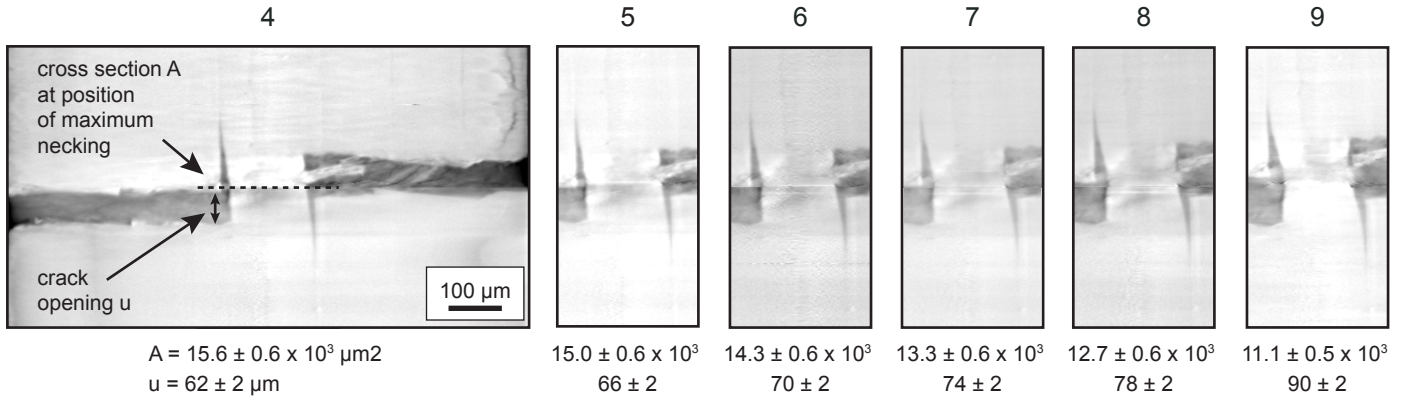 4
5
6
7
8
9
cross section A
at position
of maximum
necking
crack
opening u
100 µm
A = 15.6 ± 0.6 x 10³ µm2
u = 62 ± 2 µm
15.0 ± 0.6 x 10³
66 ± 2
14.3 ± 0.6 x 10³
70 ± 2
13.3 ± 0.6 x 10³
74 ± 2
12.7 ± 0.6 x 10³
78 ± 2
11.1 ± 0.5 x 10³
90 ± 2